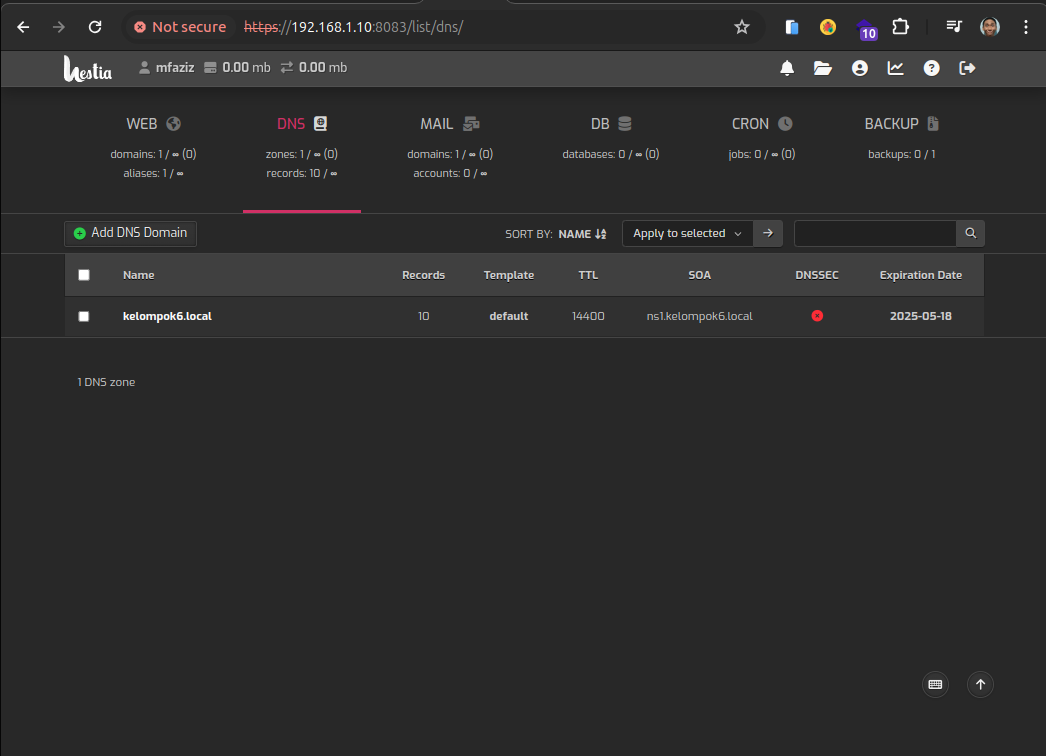 Not secure https://192.168.1.10:8083/list/dns/ 10
hestia mfaziz 0.00 mb 0.00 mb
WEB DNS MAIL DB CRON BACKUP
domains: 1 / ∞ (0) zones: 1 / ∞ (0) domains: 1 / ∞ (0) databases: 0 / ∞ (0) jobs: 0 / ∞ (0) backups: 0 / 1
aliases: 1 / ∞ records: 10 / ∞ accounts: 0 / ∞
Add DNS Domain SORT BY: NAME Apply to selected
Name Records Template TTL SOA DNSSEC Expiration Date
kelompok6.local 10 default 14400 ns1.kelompok6.local 2025-05-18
1 DNS zone